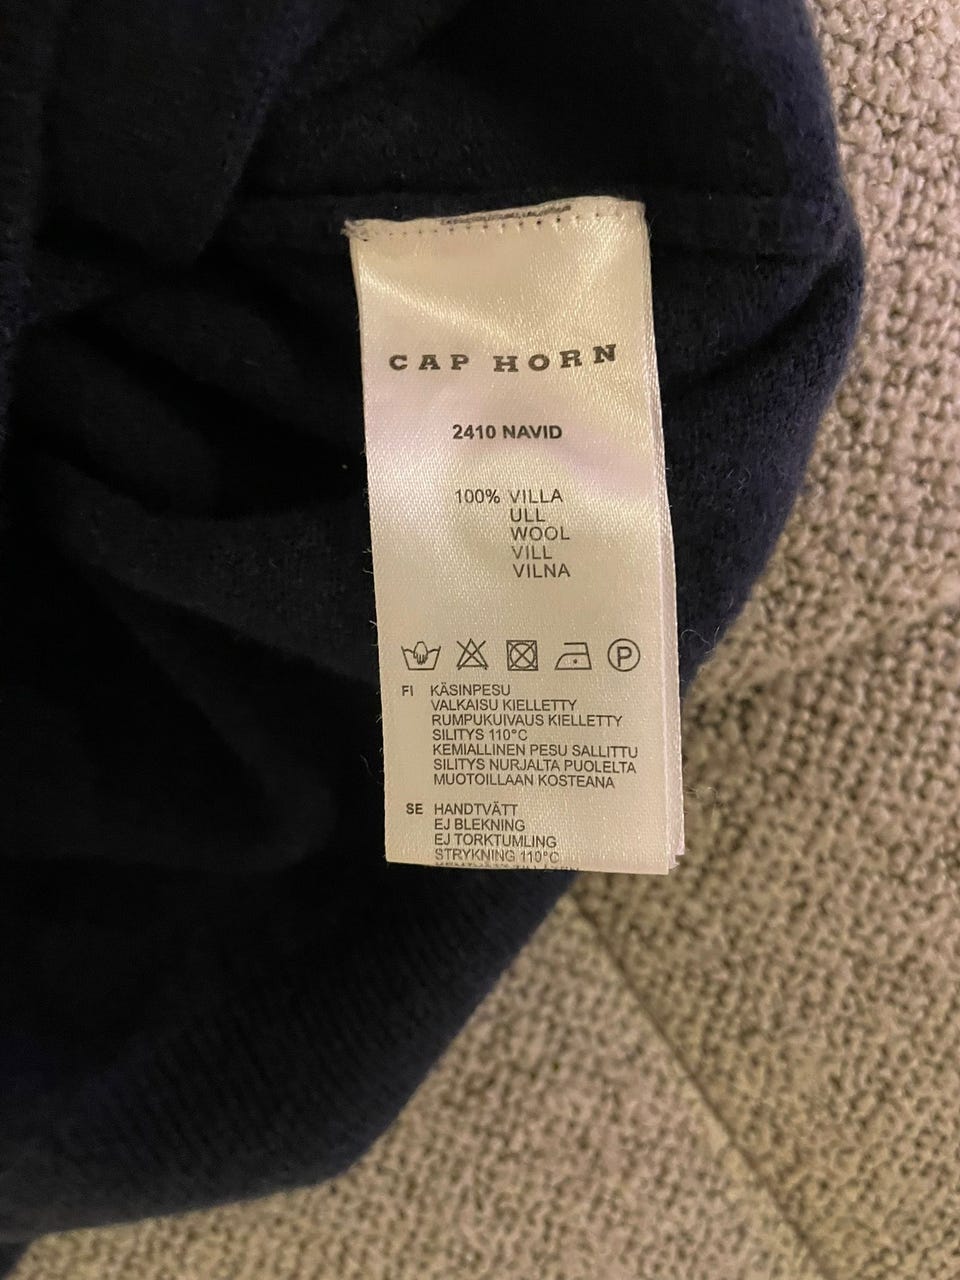 CAP HORN
2410 NAVID
100% VILLA
ULL
WOOL
VILL
VILNA
P
FI KÄSINPESU
VALKAISU KIELLETTY
RUMPUKUIVAUS KIELLETTY
SILITYS 110°C
KEMIALLINEN PESU SALLITTU
SILITYS NURJALTA PUOLELTA
MUOTOILLAAN KOSTEANA
SE HANDTVÄTT
EJ BLEKNING
EJ TORKTUMLING
STRYKNING 110°C